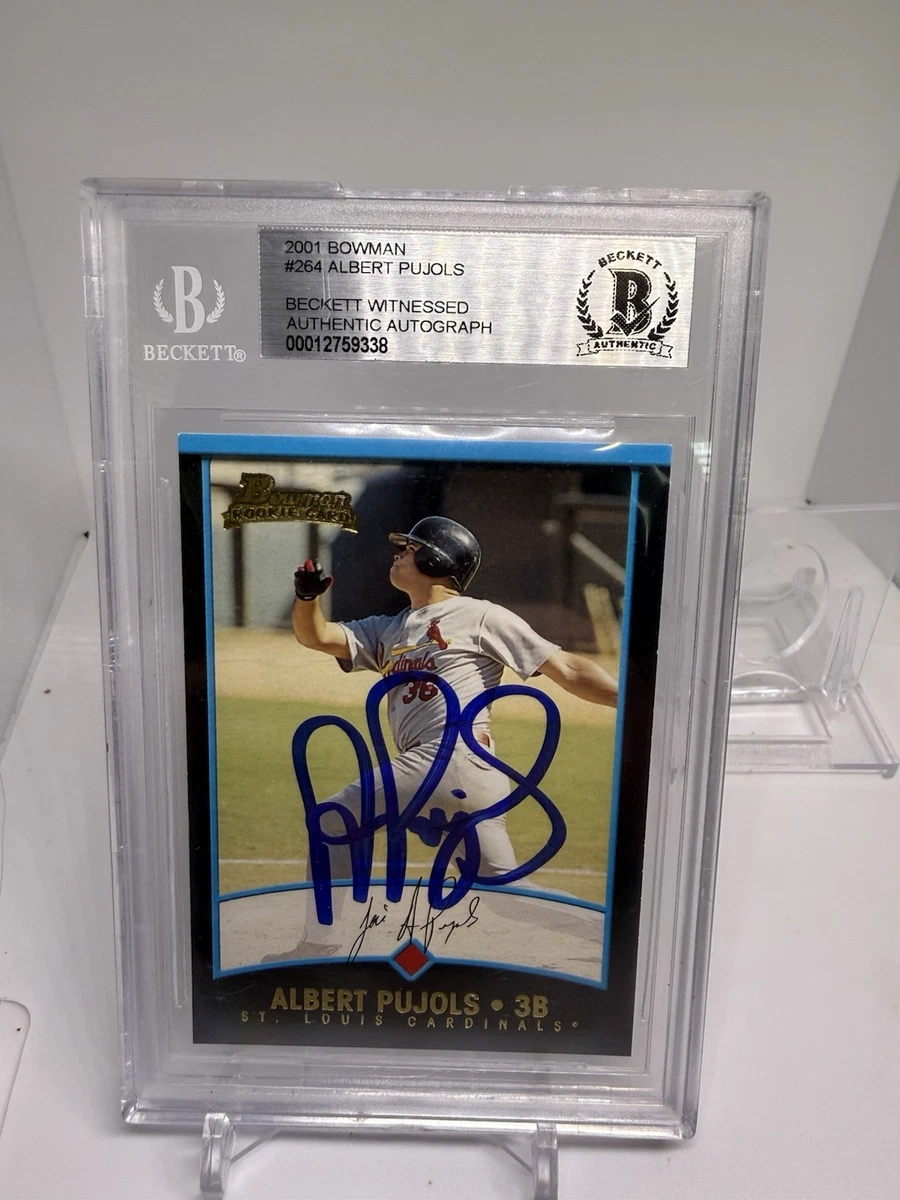 2001 BOWMAN
#264 ALBERT PUJOLS
BECKETT WITNESSED
AUTHENTIC AUTOGRAPH
00012759338
B
BECKETT®
BECKETT
B
AUTHENTIC
Bowman
ROOKIE CARD
Cardinals
36
ALBERT PUJOLS • 3B
ST. LOUIS CARDINALS®